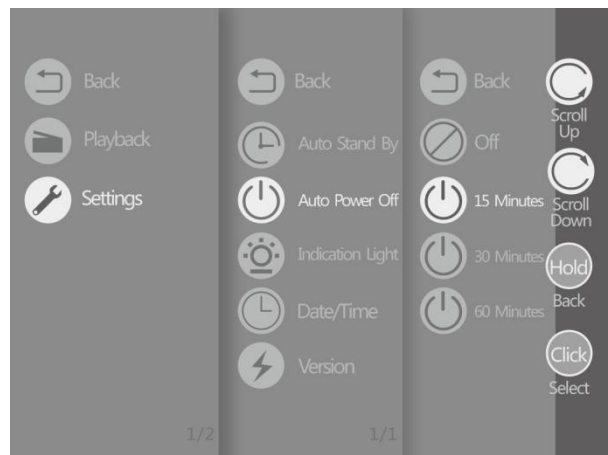 Back
Playback
Settings
1/2
Back
Auto Stand By
Auto Power Off
Indication Light
Date/Time
Version
1/1
Back
Off
15 Minutes
30 Minutes
60 Minutes
Scroll
Up
Scroll
Down
Hold
Back
Click
Select